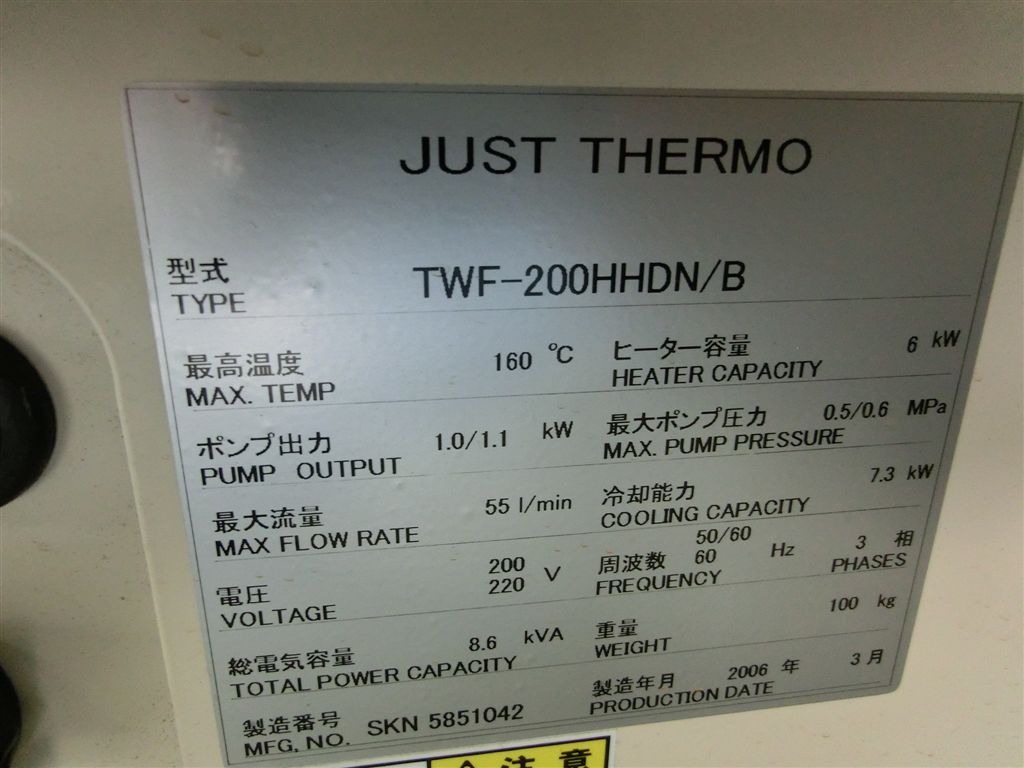 JUST THERMO
型式
TYPE TWF-200HHDN/B
最高温度 160 ℃ ヒーター容量 6 kW
MAX. TEMP HEATER CAPACITY
ポンプ出力 1.0/1.1 kW 最大ポンプ圧力 0.5/0.6 MPa
PUMP OUTPUT MAX. PUMP PRESSURE
最大流量 55 l/min 冷却能力 7.3 kW
MAX FLOW RATE COOLING CAPACITY
電圧 200 V 周波数 50/60 Hz 3 相
VOLTAGE 220 FREQUENCY 60 PHASES
総電気容量 8.6 kVA 重量 100 kg
TOTAL POWER CAPACITY WEIGHT
製造番号 SKN 5851042 製造年月 2006 年 3 月
MFG, NO. PRODUCTION DATE
注意